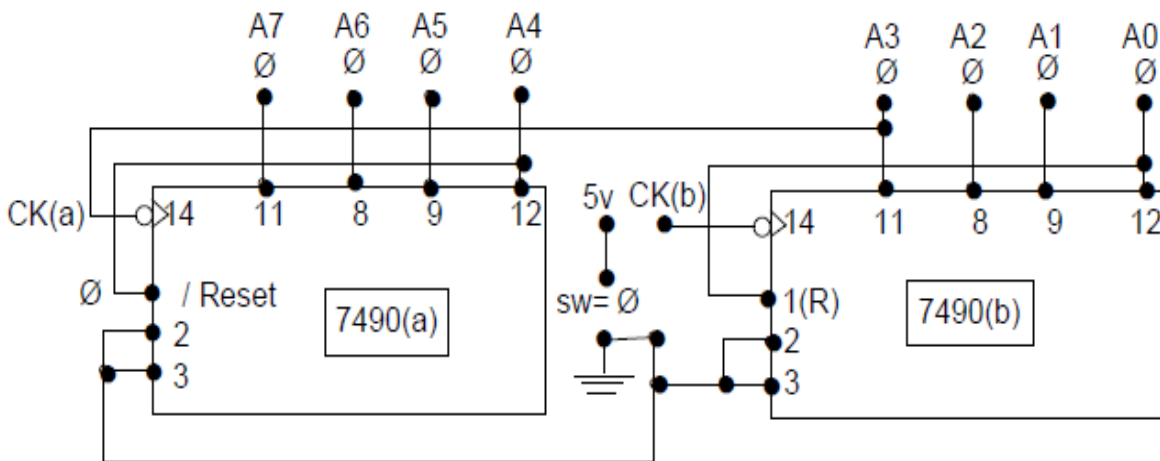 A7 A6 A5 A4 A3 A2 A1 A0
Ø Ø Ø Ø Ø Ø Ø Ø
CK(a) 14 11 8 9 12 5v CK(b) 14 11 8 9 12
Ø / Reset sw= Ø 1(R)
2 7490(a) 2 7490(b)
3 3